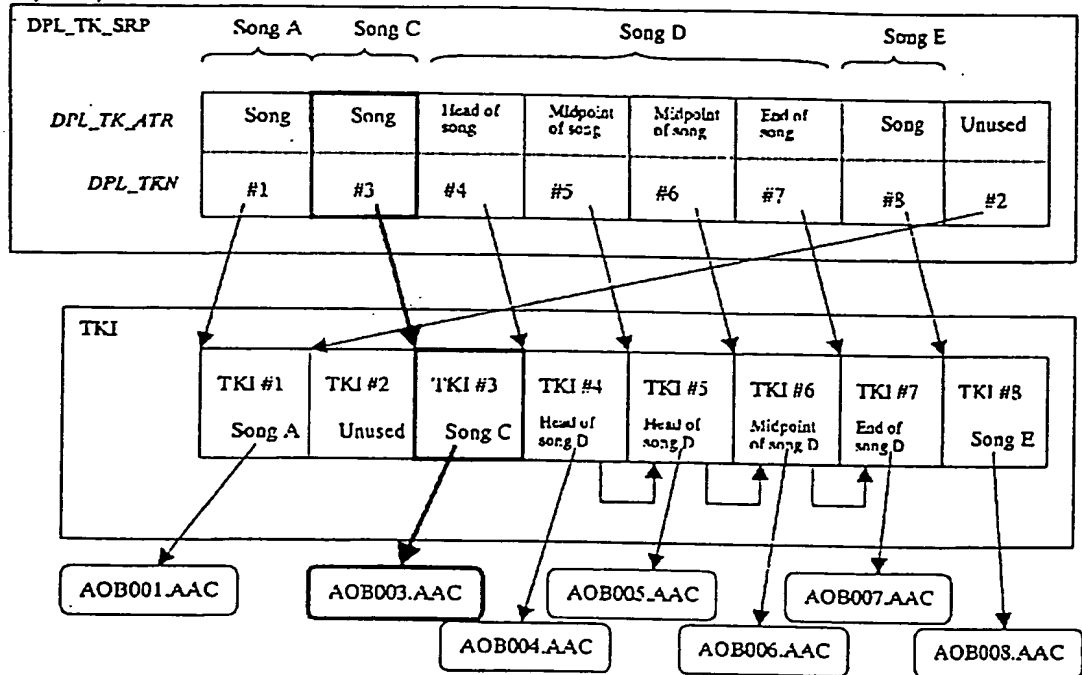 DPL_TK_SRP
Song A Song C Song D Song E
DPL_TK_ATR
Song Song Head of song Midpoint of song Midpoint of song End of song Song Unused
DPL_TKN
#1 #3 #4 #5 #6 #7 #8 #2
TKI
TKI #1 TKI #2 TKI #3 TKI #4 TKI #5 TKI #6 TKI #7 TKI #8
Song A Unused Song C Head of song D Head of song D Midpoint of song D End of song D Song E
AOB001.AAC AOB003.AAC AOB005.AAC AOB007.AAC
AOB004.AAC AOB006.AAC AOB008.AAC